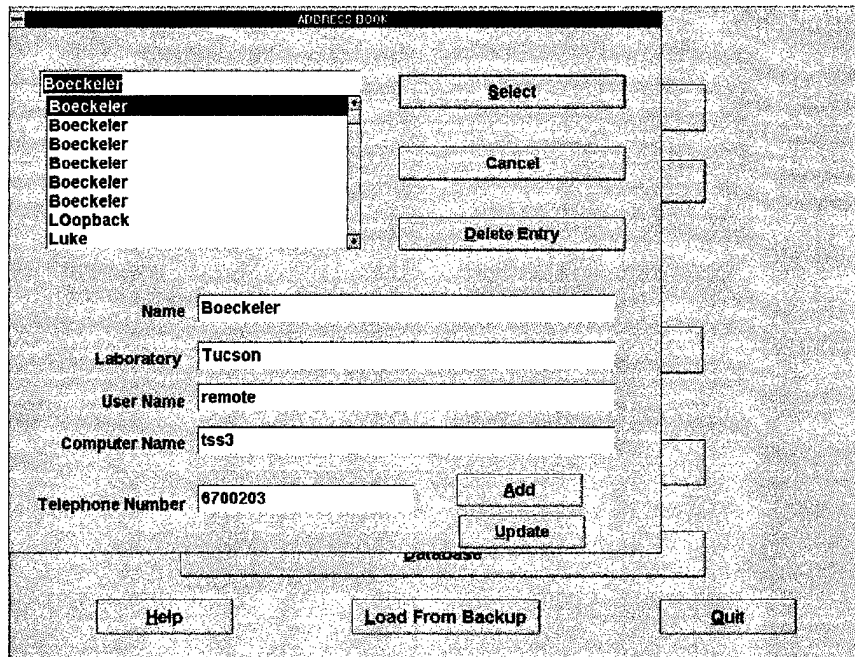 ADDRESS BOOK
Boeckeler
Boeckeler
Boeckeler
Boeckeler
Boeckeler
Boeckeler
Boeckeler
LOopback
Luke
Select
Cancel
Delete Entry
Name Boeckeler
Laboratory Tucson
User Name remote
Computer Name tss3
Telephone Number 6700203
Add
Update
Database
Help
Load From Backup
Quit